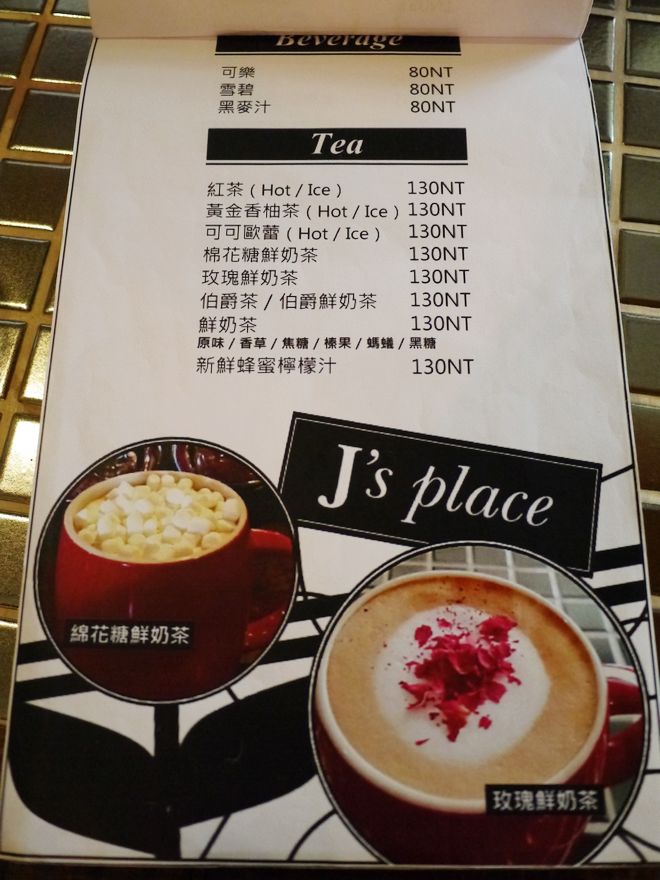 Beverage
可樂 80NT
雪碧 80NT
黑麥汁 80NT
Tea
紅茶 ( Hot / Ice ) 130NT
黃金香柚茶 ( Hot / Ice ) 130NT
可可歐蕾 ( Hot / Ice ) 130NT
棉花糖鮮奶茶 130NT
玫瑰鮮奶茶 130NT
伯爵茶 / 伯爵鮮奶茶 130NT
鮮奶茶 130NT
原味 / 香草 / 焦糖 / 榛果 / 螞蟻 / 黑糖
新鮮蜂蜜檸檬汁 130NT
J's place
綿花糖鮮奶茶
玫瑰鮮奶茶